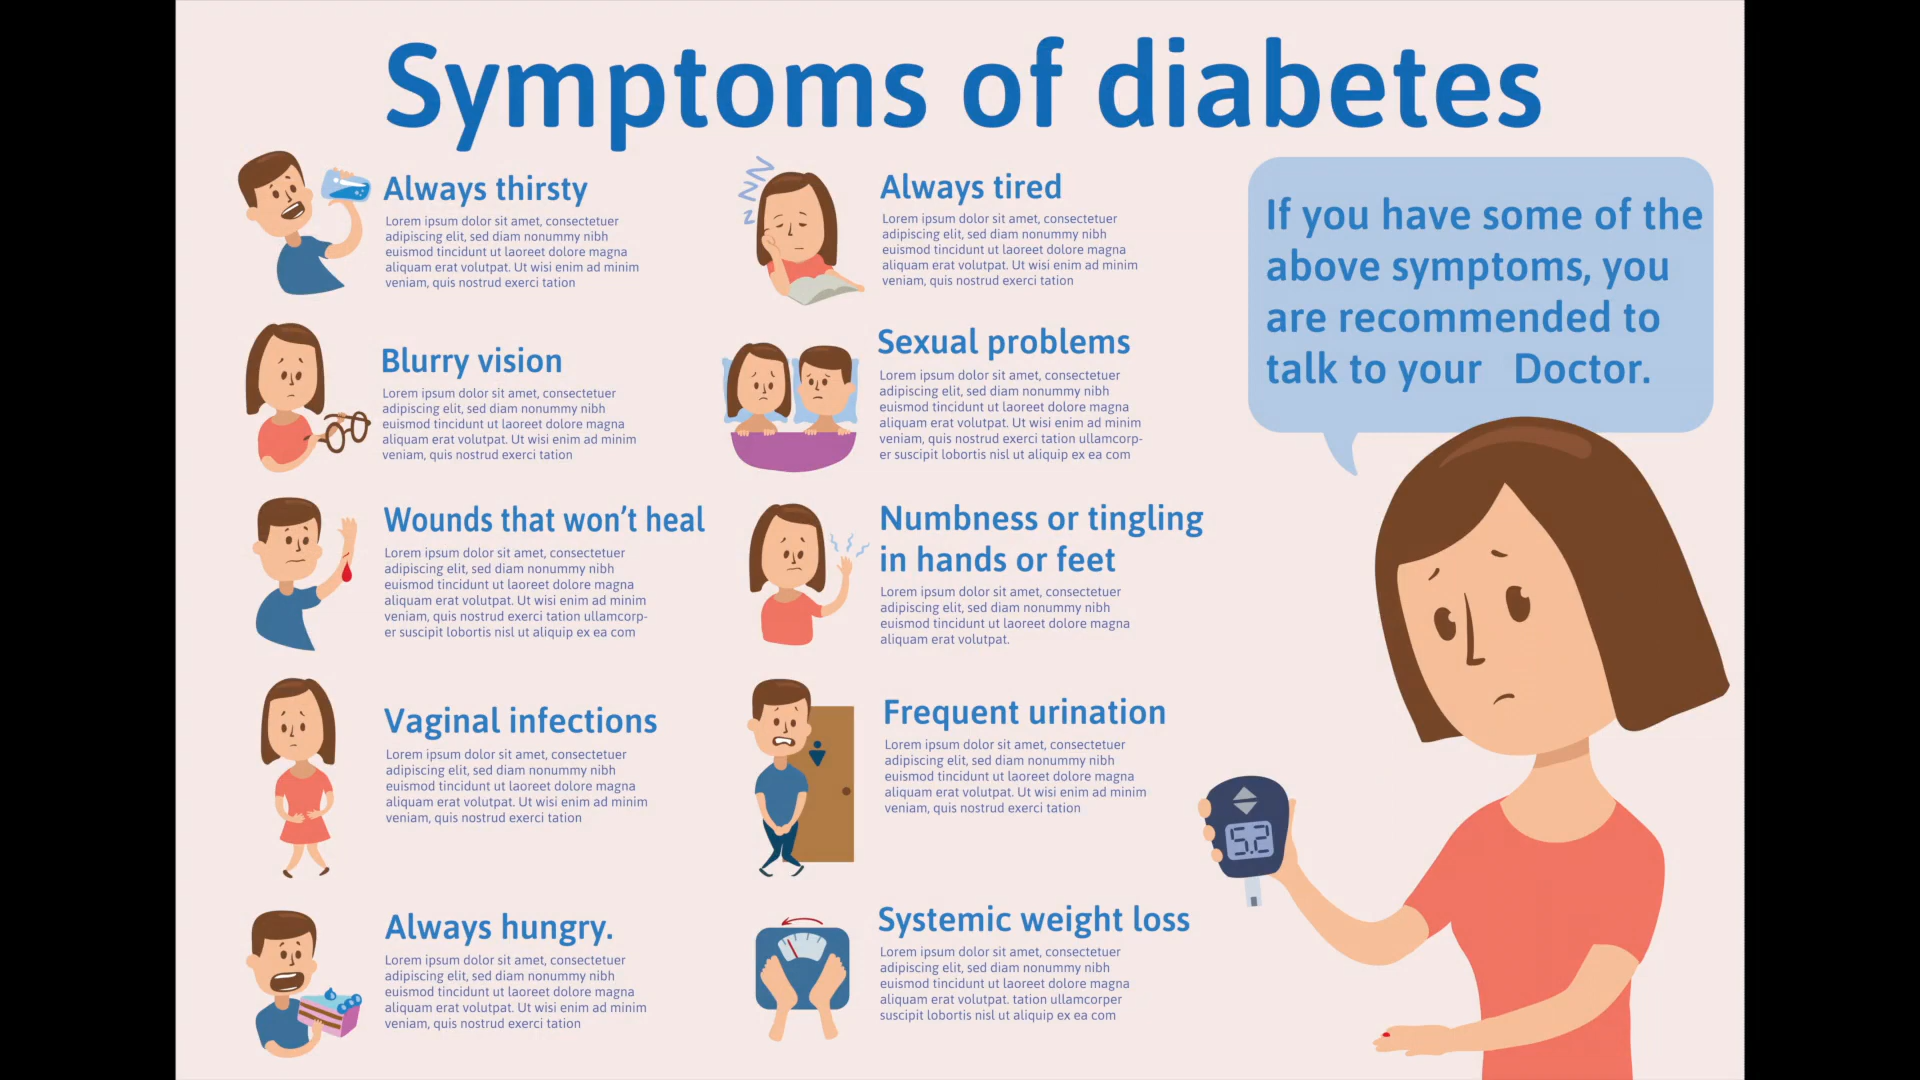 Symptoms of diabetes
Always thirsty
Lorem ipsum dolor sit amet, consectetuer
adipiscing elit, sed diam nonummy nibh
euismod tincidunt ut laoreet dolore magna
aliquam erat volutpat. Ut wisi enim ad minim
veniam, quis nostrud exerci tation
Blurry vision
Lorem ipsum dolor sit amet, consectetuer
adipiscing elit, sed diam nonummy nibh
euismod tincidunt ut laoreet dolore magna
aliquam erat volutpat. Ut wisi enim ad minim
veniam, quis nostrud exerci tation
Wounds that won't heal
Lorem ipsum dolor sit amet, consectetuer
adipiscing elit, sed diam nonummy nibh
euismod tincidunt ut laoreet dolore magna
aliquam erat volutpat. Ut wisi enim ad minim
veniam, quis nostrud exerci tation ullamcorp-
er suscipit lobortis nisl ut aliquip ex ea com
Vaginal infections
Lorem ipsum dolor sit amet, consectetuer
adipiscing elit, sed diam nonummy nibh
euismod tincidunt ut laoreet dolore magna
aliquam erat volutpat. Ut wisi enim ad minim
veniam, quis nostrud exerci tation
Always hungry.
Lorem ipsum dolor sit amet, consectetuer
adipiscing elit, sed diam nonummy nibh
euismod tincidunt ut laoreet dolore magna
aliquam erat volutpat. Ut wisi enim ad minim
veniam, quis nostrud exerci tation
Always tired
Lorem ipsum dolor sit amet, consectetuer
adipiscing elit, sed diam nonummy nibh
euismod tincidunt ut laoreet dolore magna
aliquam erat volutpat. Ut wisi enim ad minim
veniam, quis nostrud exerci tation
Sexual problems
Lorem ipsum dolor sit amet, consectetuer
adipiscing elit, sed diam nonummy nibh
euismod tincidunt ut laoreet dolore magna
aliquam erat volutpat. Ut wisi enim ad minim
veniam, quis nostrud exerci tation ullamcorp-
er suscipit lobortis nisl ut aliquip ex ea com
Numbness or tingling
in hands or feet
Lorem ipsum dolor sit amet, consectetuer
adipiscing elit, sed diam nonummy nibh
euismod tincidunt ut laoreet dolore magna
aliquam erat volutpat.
Frequent urination
Lorem ipsum dolor sit amet, consectetuer
adipiscing elit, sed diam nonummy nibh
euismod tincidunt ut laoreet dolore magna
aliquam erat volutpat. Ut wisi enim ad minim
veniam, quis nostrud exerci tation
Systemic weight loss
Lorem ipsum dolor sit amet, consectetuer
adipiscing elit, sed diam nonummy nibh
euismod tincidunt ut laoreet dolore magna
aliquam erat volutpat. tation ullamcorper
suscipit lobortis nisl ut aliquip ex ea com
If you have some of the
above symptoms, you
are recommended to
talk to your Doctor.
5.2
z
z
z
z